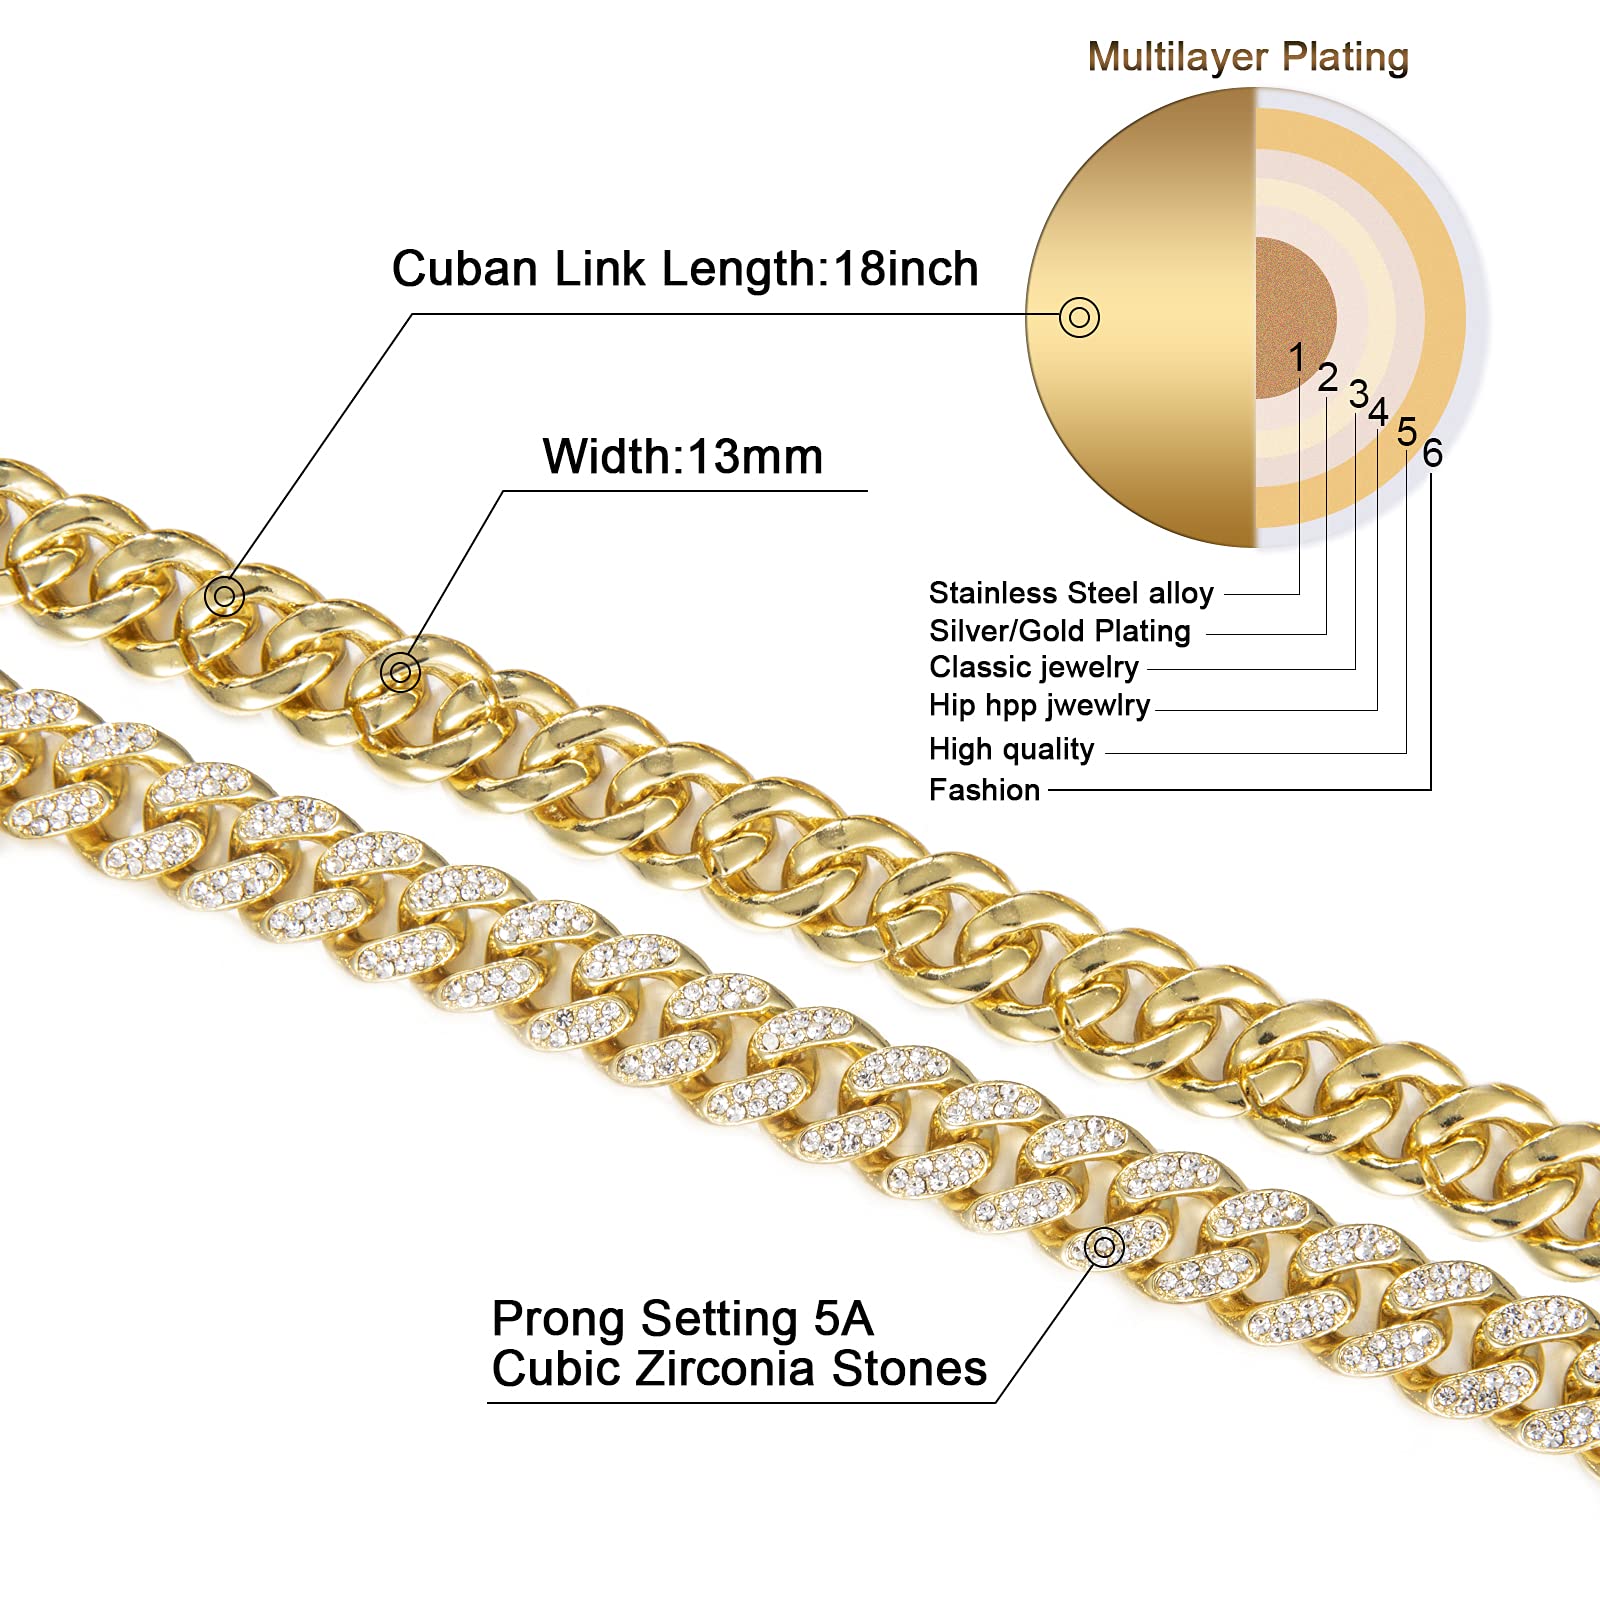 Multilayer Plating
Cuban Link Length:18inch
Width:13mm
1
2
3
4
5
6
Stainless Steel alloy
Silver/Gold Plating
Classic jewelry
Hip hpp jwewlry
High quality
Fashion
Prong Setting 5A
Cubic Zirconia Stones